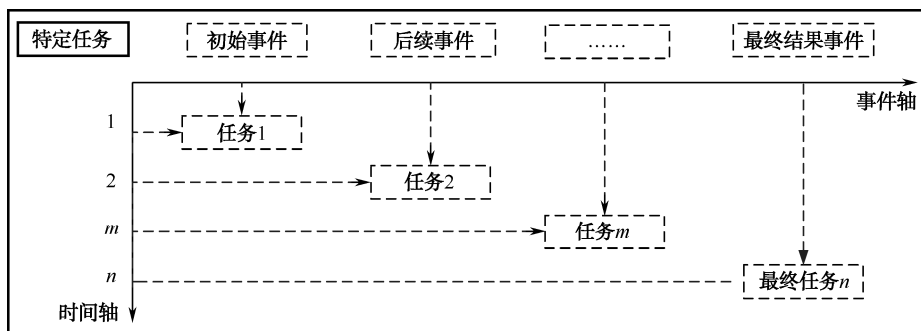 特定任务
初始事件
后续事件
……
最终结果事件
事件轴
1
任务1
2
任务2
m
任务m
n
最终任务n
时间轴